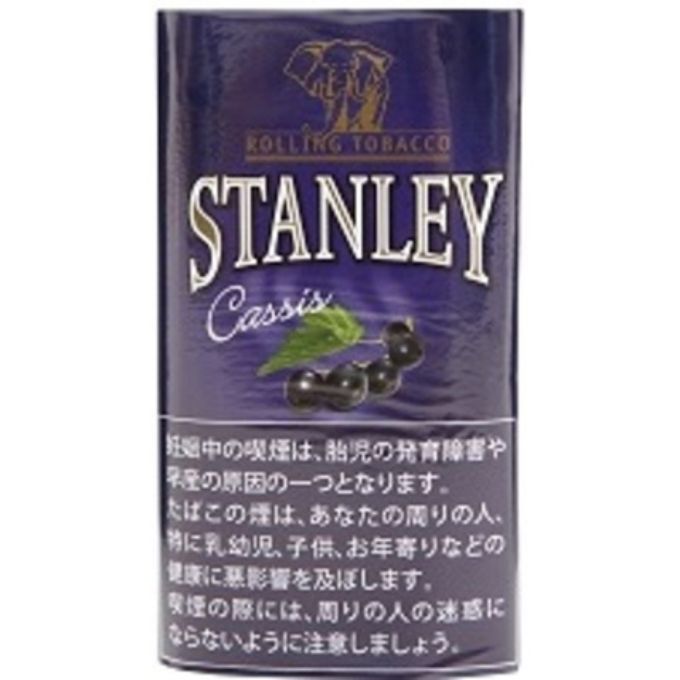 ROLLING TOBACCO
STANLEY
Cassis
妊娠中の喫煙は、胎児の発育障害や
早産の原因の一つとなります。
たばこの煙は、あなたの周りの人、
特に乳幼児、子供、お年寄りなどの
健康に悪影響を及ぼします。
喫煙の際には、周りの人の迷惑に
ならないように注意しましょう。